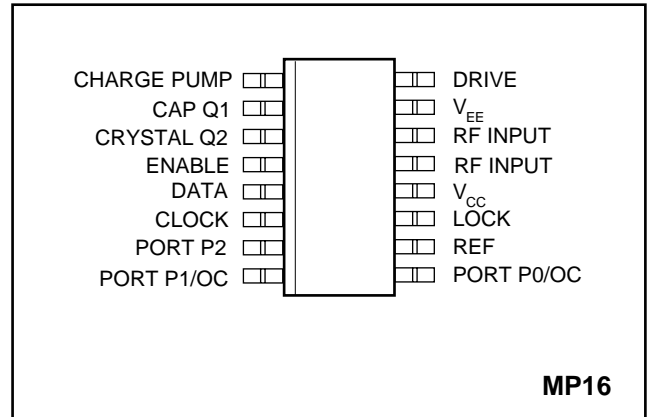 CHARGE PUMP
CAP Q1
CRYSTAL Q2
ENABLE
DATA
CLOCK
PORT P2
PORT P1/OC
DRIVE
VEE
RF INPUT
RF INPUT
VCC
LOCK
REF
PORT P0/OC
MP16